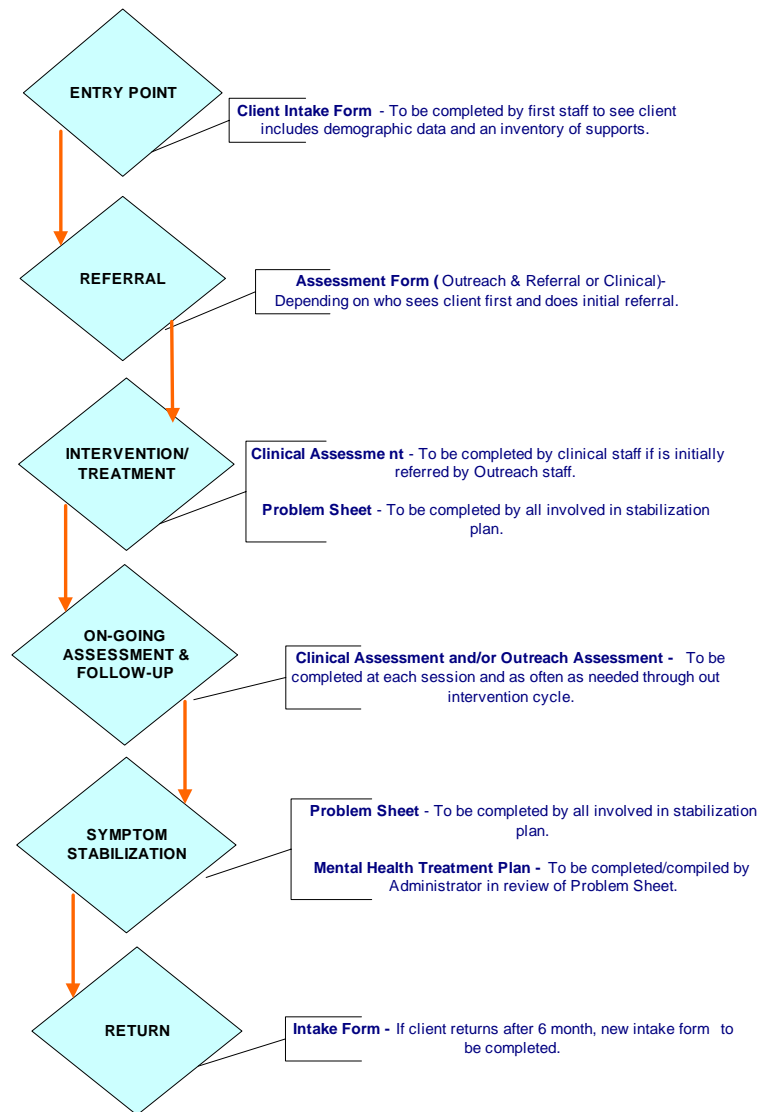 ENTRY POINT
Client Intake Form - To be completed by first staff to see client
includes demographic data and an inventory of supports.
REFERRAL
Assessment Form ( Outreach & Referral or Clinical)-
Depending on who sees client first and does initial referral.
INTERVENTION/
TREATMENT
Clinical Assessment - To be completed by clinical staff if is initially
referred by Outreach staff.
Problem Sheet - To be completed by all involved in stabilization
plan.
ON-GOING
ASSESSMENT &
FOLLOW-UP
Clinical Assessment and/or Outreach Assessment - To be
completed at each session and as often as needed through out
intervention cycle.
SYMPTOM
STABILIZATION
Problem Sheet - To be completed by all involved in stabilization
plan.
Mental Health Treatment Plan - To be completed/compiled by
Administrator in review of Problem Sheet.
RETURN
Intake Form - If client returns after 6 month, new intake form to
be completed.